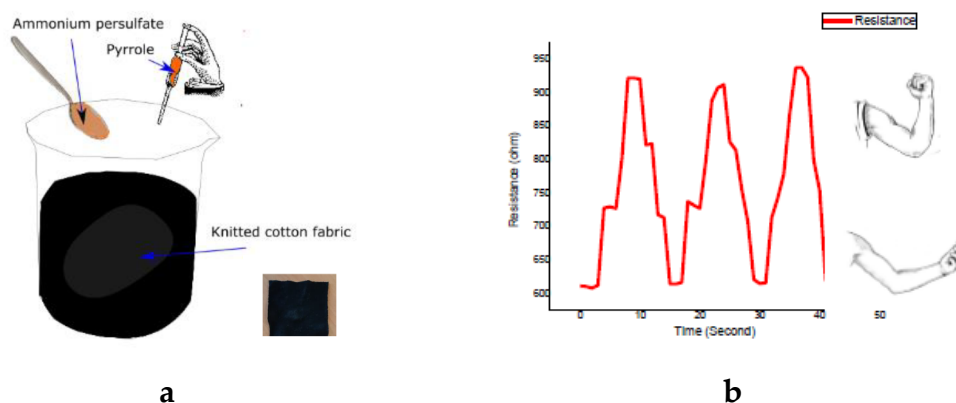 Ammonium persulfate
Pyrrole
Knitted cotton fabric
a
Resistance
Resistance (ohm)
950
900
850
800
750
700
650
600
0
10
20
30
40
50
Time (Second)
b